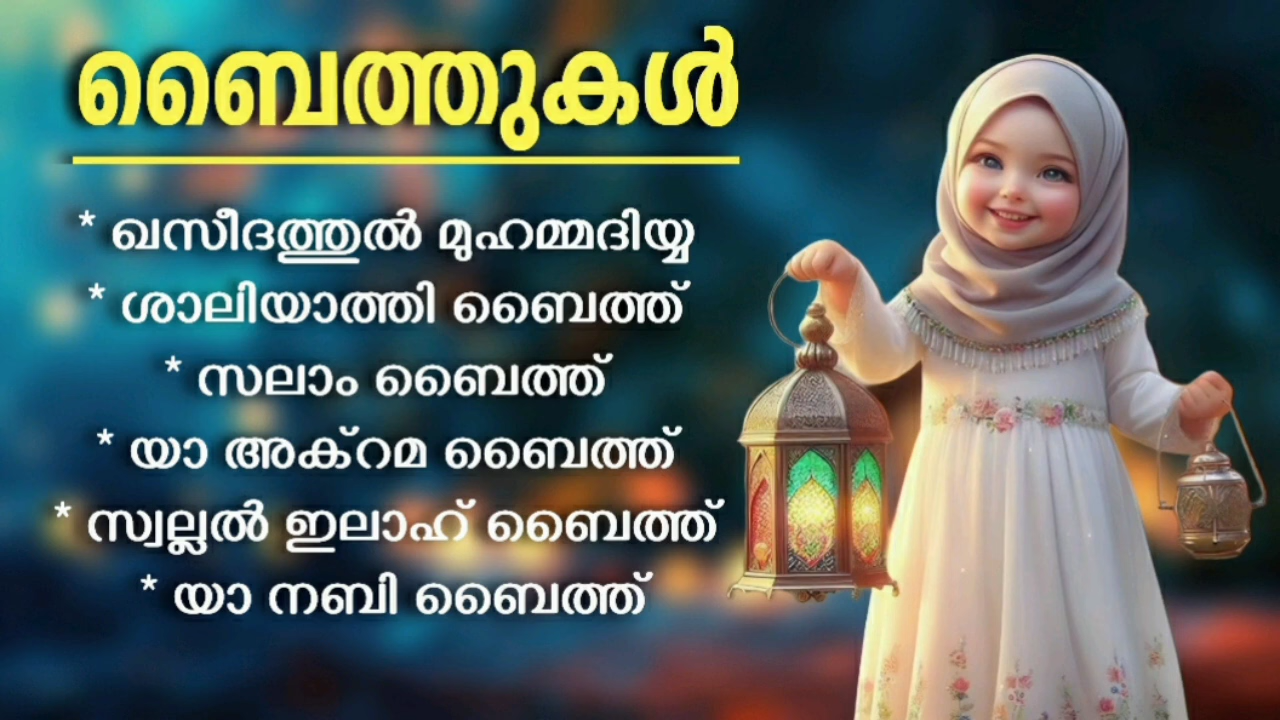 ബൈത്തുകൾ
* ഖസീദത്തുൽ മുഹമ്മദിയ്യ
* ശാലിയാത്തി ബൈത്ത്
* സലാം ബൈത്ത്
* യാ അക്റമ ബൈത്ത്
* സ്വല്ലൽ ഇലാഹ് ബൈത്ത്
* യാ നബി ബൈത്ത്